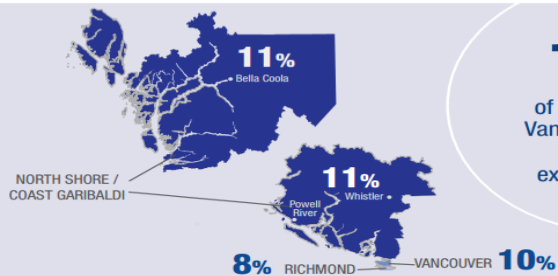 11%
Bella Coola
of
Van
ex
NORTH SHORE /
COAST GARIBALDI
11%
Powell
River
Whistler
8% RICHMOND
VANCOUVER 10%